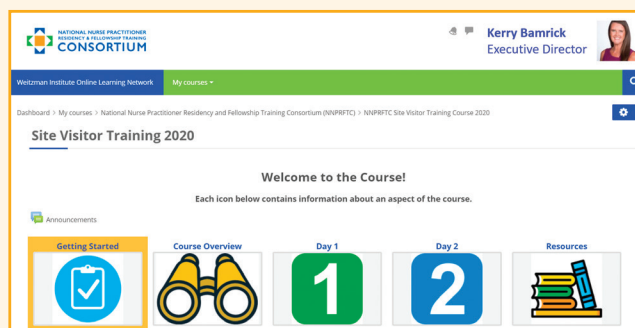 NATIONAL NURSE PRACTITIONER
RESIDENCY & FELLOWSHIP TRAINING
CONSORTIUM
Kerry Bamrick
Executive Director
Weitzman Institute Online Learning Network
My courses
Dashboard > My courses > National Nurse Practitioner Residency and Fellowship Training Consortium (NNPRFTC) > NNPRFTC Site Visitor Training Course 2020
Site Visitor Training 2020
Welcome to the Course!
Each icon below contains information about an aspect of the course.
Announcements
Getting Started
Course Overview
Day 1
Day 2
Resources
1
2